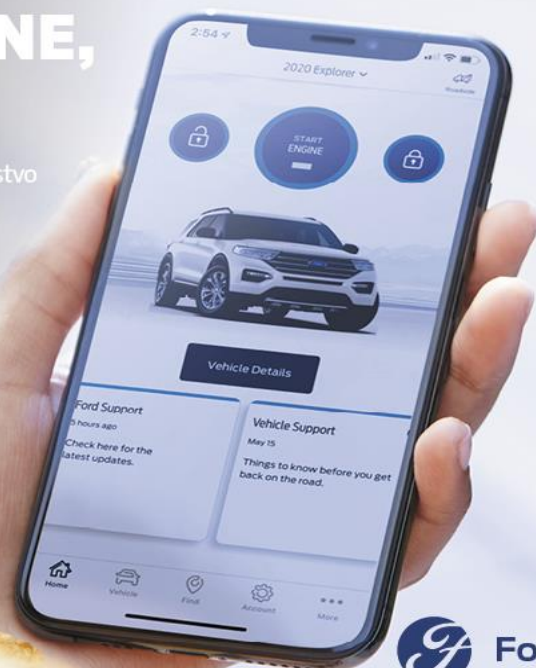 NE,
stvo
2:54
2020 Explorer
Roadside
START
ENGINE
Vehicle Details
Ford Support
5 hours ago
Check here for the
latest updates.
Vehicle Support
May 15
Things to know before you get
back on the road.
Home
Vehicle
Find
Account
More
Fo